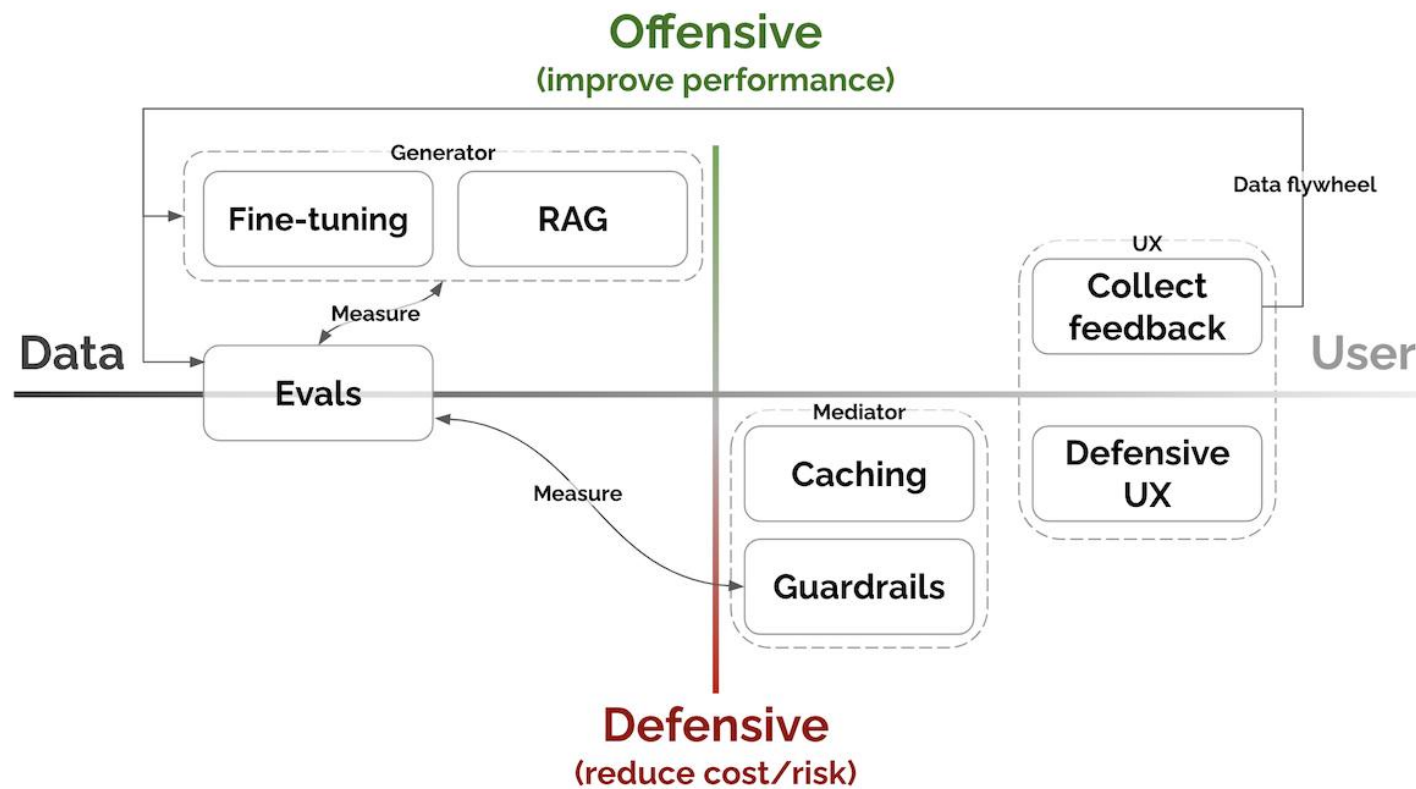 Offensive
(improve performance)
Generator
Fine-tuning
RAG
Data flywheel
UX
Collect
feedback
Measure
Data
User
Evals
Mediator
Caching
Defensive
UX
Measure
Guardrails
Defensive
(reduce cost/risk)